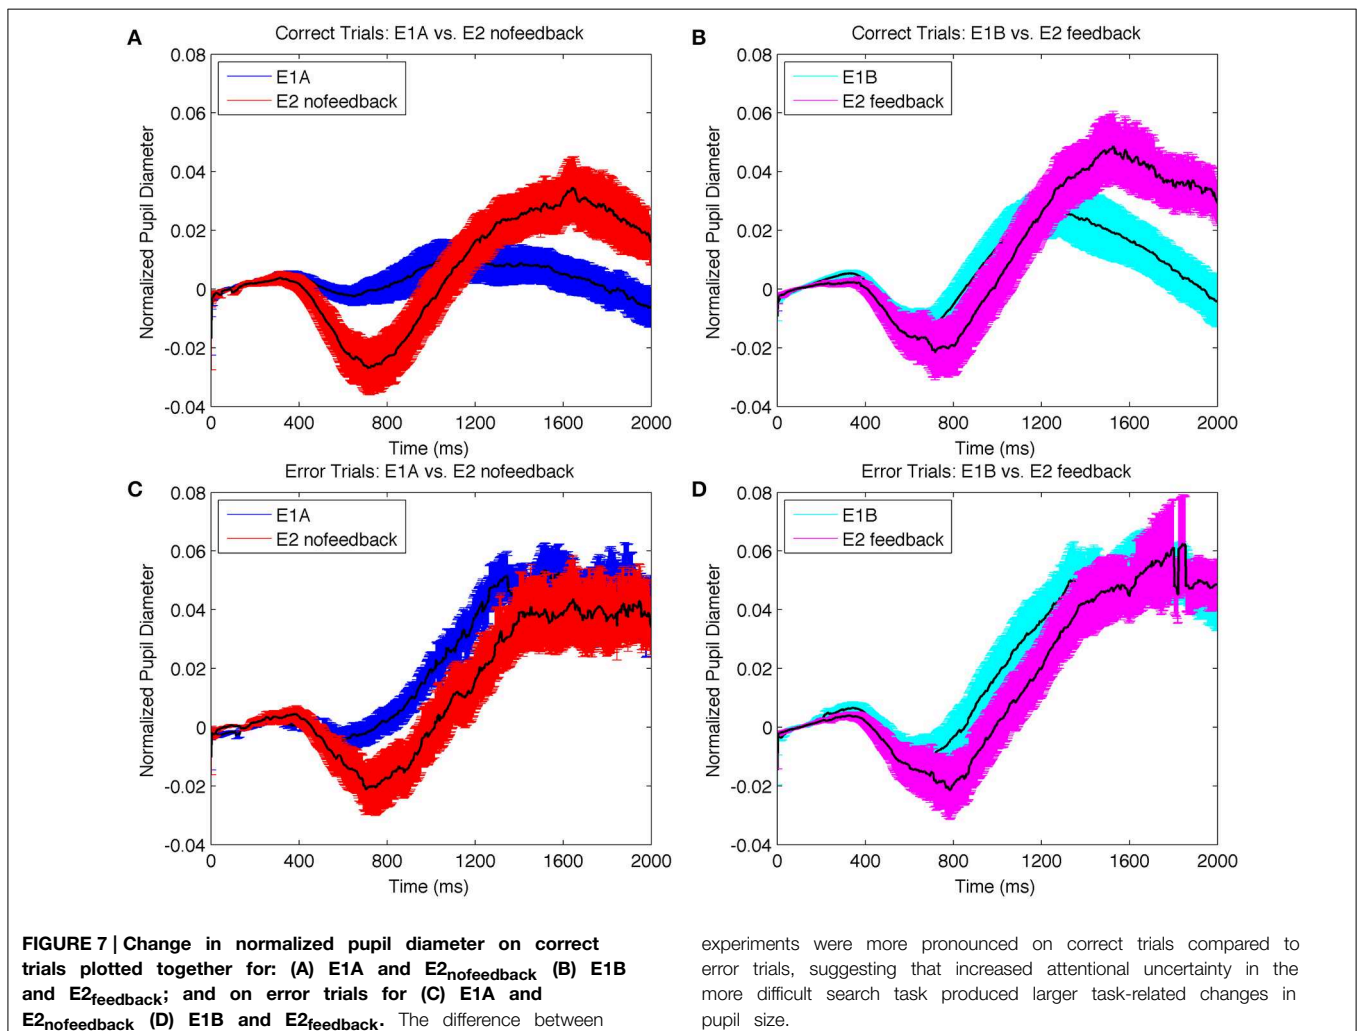 A
Correct Trials: E1A vs. E2 nofeedback
E1A
E2 nofeedback
Normalized Pupil Diameter
0.08
0.06
0.04
0.02
0
-0.02
-0.04
0 400 800 1200 1600 2000
Time (ms)
B
Correct Trials: E1B vs. E2 feedback
E1B
E2 feedback
Normalized Pupil Diameter
0.08
0.06
0.04
0.02
0
-0.02
-0.04
0 400 800 1200 1600 2000
Time (ms)
C
Error Trials: E1A vs. E2 nofeedback
E1A
E2 nofeedback
Normalized Pupil Diameter
0.08
0.06
0.04
0.02
0
-0.02
-0.04
0 400 800 1200 1600 2000
Time (ms)
D
Error Trials: E1B vs. E2 feedback
E1B
E2 feedback
Normalized Pupil Diameter
0.08
0.06
0.04
0.02
0
-0.02
-0.04
0 400 800 1200 1600 2000
Time (ms)
FIGURE 7 | Change in normalized pupil diameter on correct
trials plotted together for: (A) E1A and E2nofeedback (B) E1B
and E2feedback; and on error trials for (C) E1A and
E2nofeedback (D) E1B and E2feedback. The difference between
experiments were more pronounced on correct trials compared to
error trials, suggesting that increased attentional uncertainty in the
more difficult search task produced larger task-related changes in
pupil size.